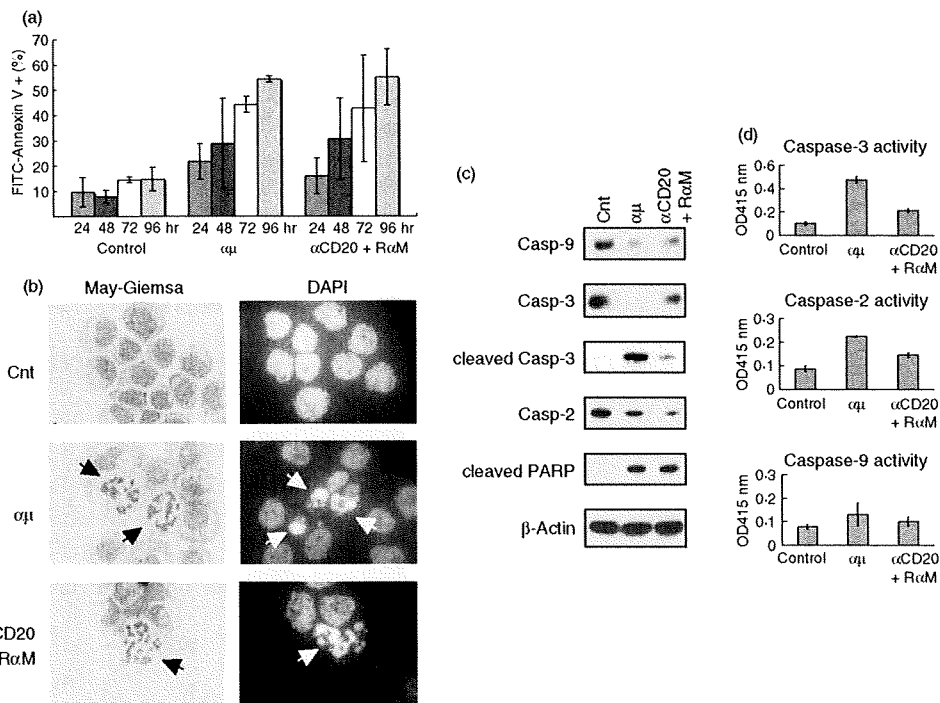 (a)
FITC-Annexin V + (%)
70
60
50
40
30
20
10
24 48 72 96 hr 24 48 72 96 hr 24 48 72 96 hr
Control αμ αCD20 + RαM
(b)
May-Giemsa DAPI
Cnt
αμ
CD20
RαM
(c)
Cnt
αμ
αCD20
+ RαM
Casp-9
Casp-3
cleaved Casp-3
Casp-2
cleaved PARP
β-Actin
(d)
Caspase-3 activity
OD415 nm
0·6
0·4
0·2
0
Control αμ αCD20
+ RαM
Caspase-2 activity
OD415 nm
0·3
0·2
0·1
0
Control αμ αCD20
+ RαM
Caspase-9 activity
OD415 nm
0·3
0·2
0·1
0
Control αμ αCD20
+ RαM